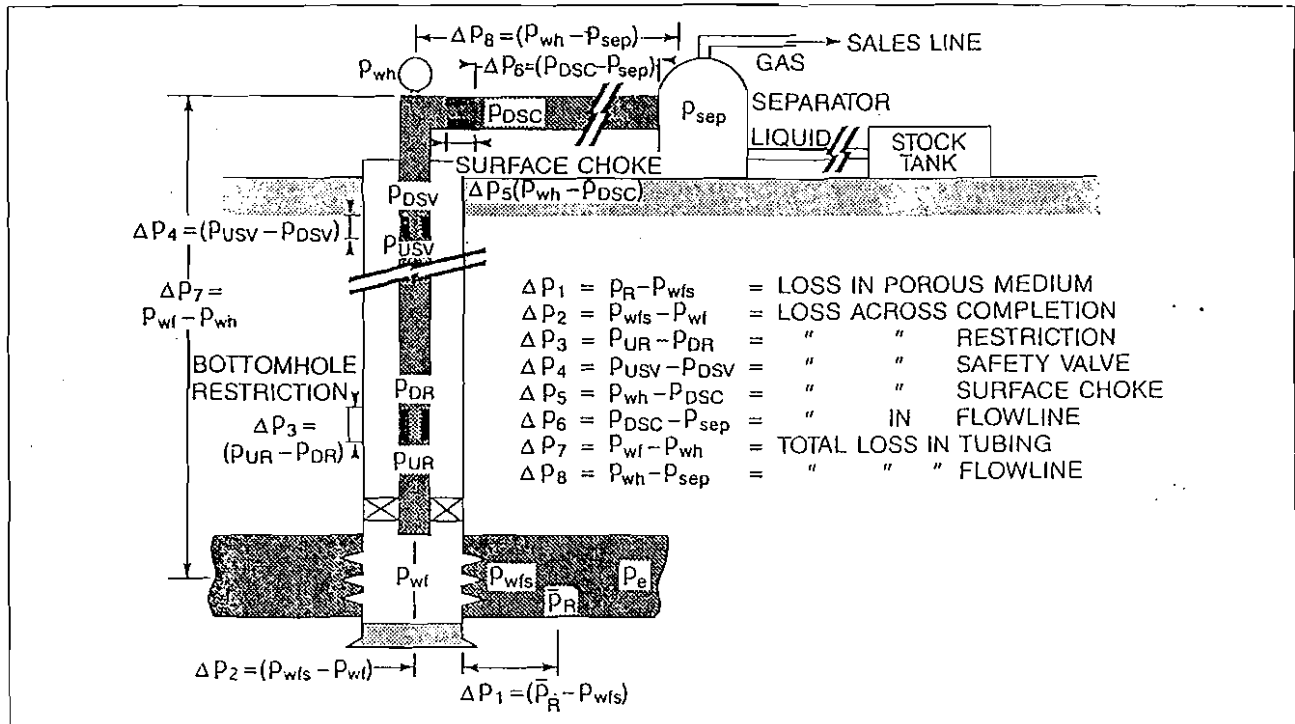 ΔP8=(Pwh–Psep)
SALES LINE
GAS
Pwh
ΔP6=(PDSC–Psep)
PDSC
Psep
SEPARATOR
LIQUID
STOCK
TANK
SURFACE CHOKE
ΔP5(Pwh–PDSC)
PDSV
ΔP4=(PUSV–PDSV)
PUSV
ΔP7=
Pwf–Pwh
ΔP1 = PR–Pwfs = LOSS IN POROUS MEDIUM
ΔP2 = Pwfs–Pwf = LOSS ACROSS COMPLETION
ΔP3 = PUR–PDR = " " RESTRICTION
ΔP4 = PUSV–PDSV = " " SAFETY VALVE
ΔP5 = Pwh–PDSC = " " SURFACE CHOKE
ΔP6 = PDSC–Psep = " IN FLOWLINE
ΔP7 = Pwf–Pwh = TOTAL LOSS IN TUBING
ΔP8 = Pwh–Psep = " " " FLOWLINE
BOTTOMHOLE
RESTRICTION
PDR
ΔP3=
(PUR–PDR)
PUR
Pwf
Pwfs
Pe
P̄R
ΔP2=(Pwfs–Pwf)
ΔP1=(P̄R–Pwfs)